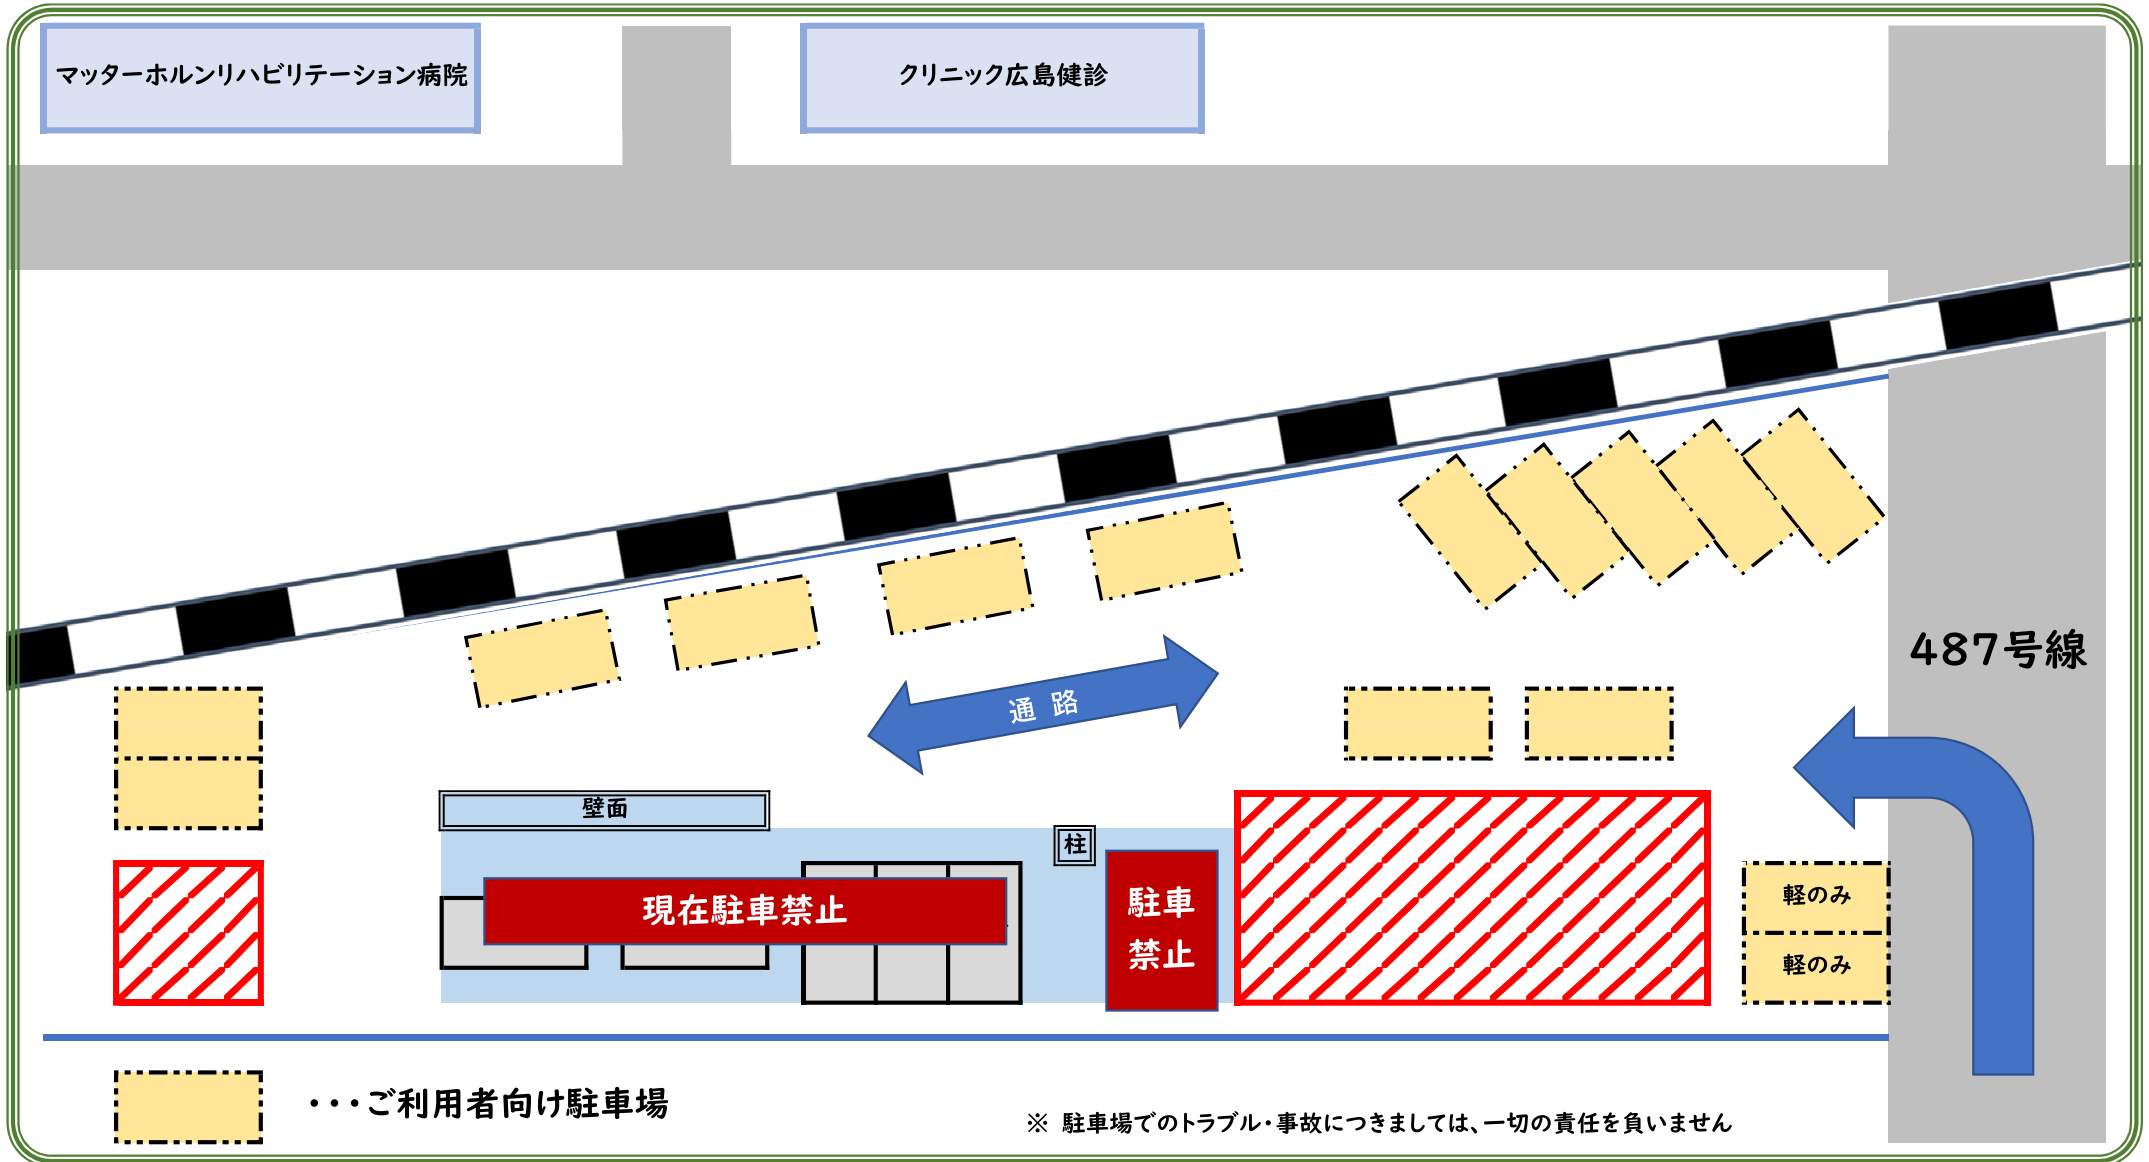 マッターホルンリハビリテーション病院
クリニック広島健診
487号線
通 路
壁面
柱
現在駐車禁止
駐車
禁止
軽のみ
軽のみ
・・・ご利用者向け駐車場
※ 駐車場でのトラブル・事故につきましては、一切の責任を負いません